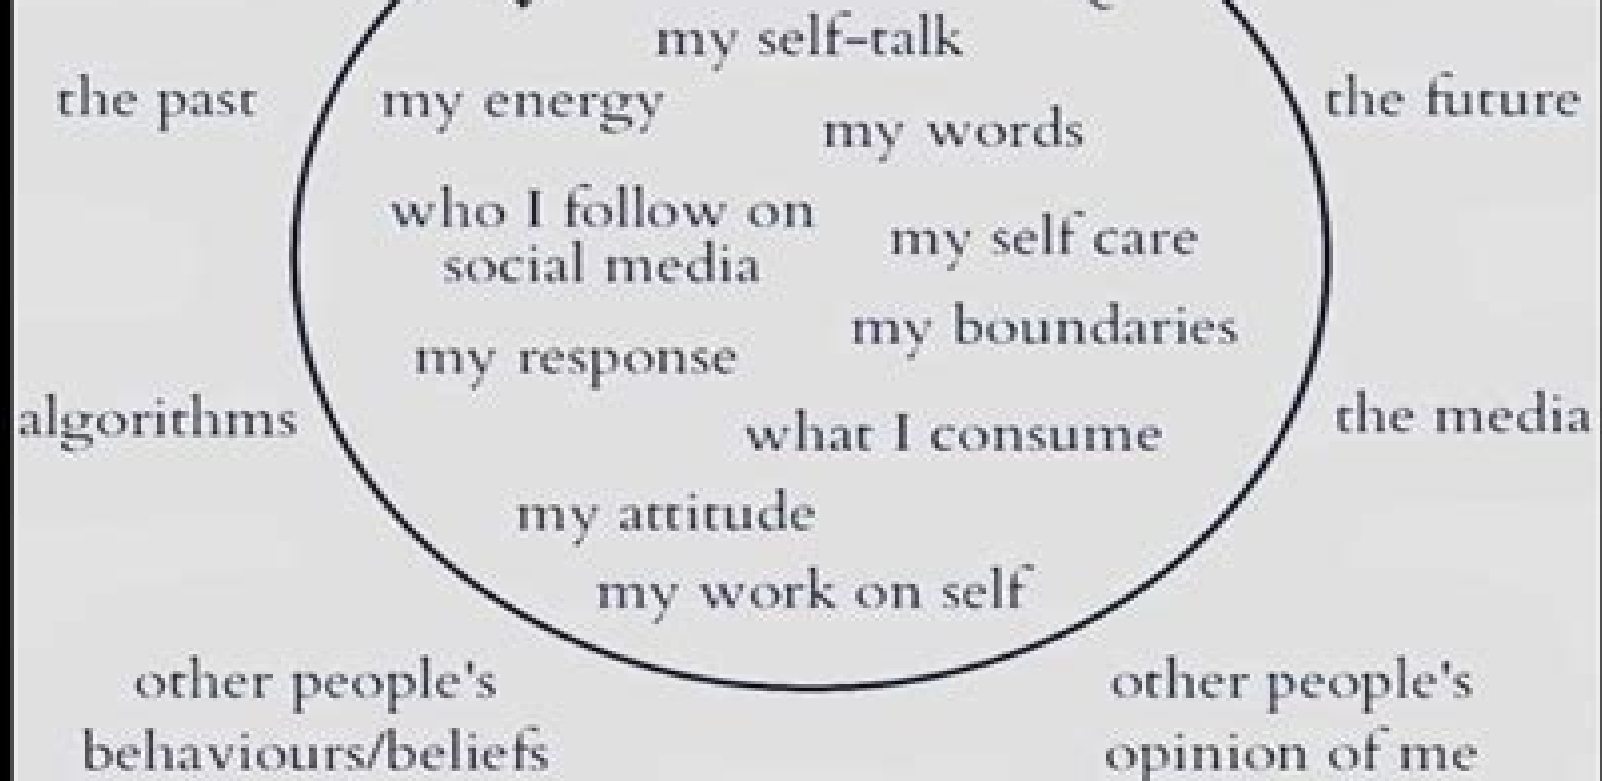 my self-talk
the past
my energy
the future
my words
who I follow on
social media
my self care
my boundaries
my response
algorithms
the media
what I consume
my attitude
my work on self
other people's
behaviours/beliefs
other people's
opinion of me